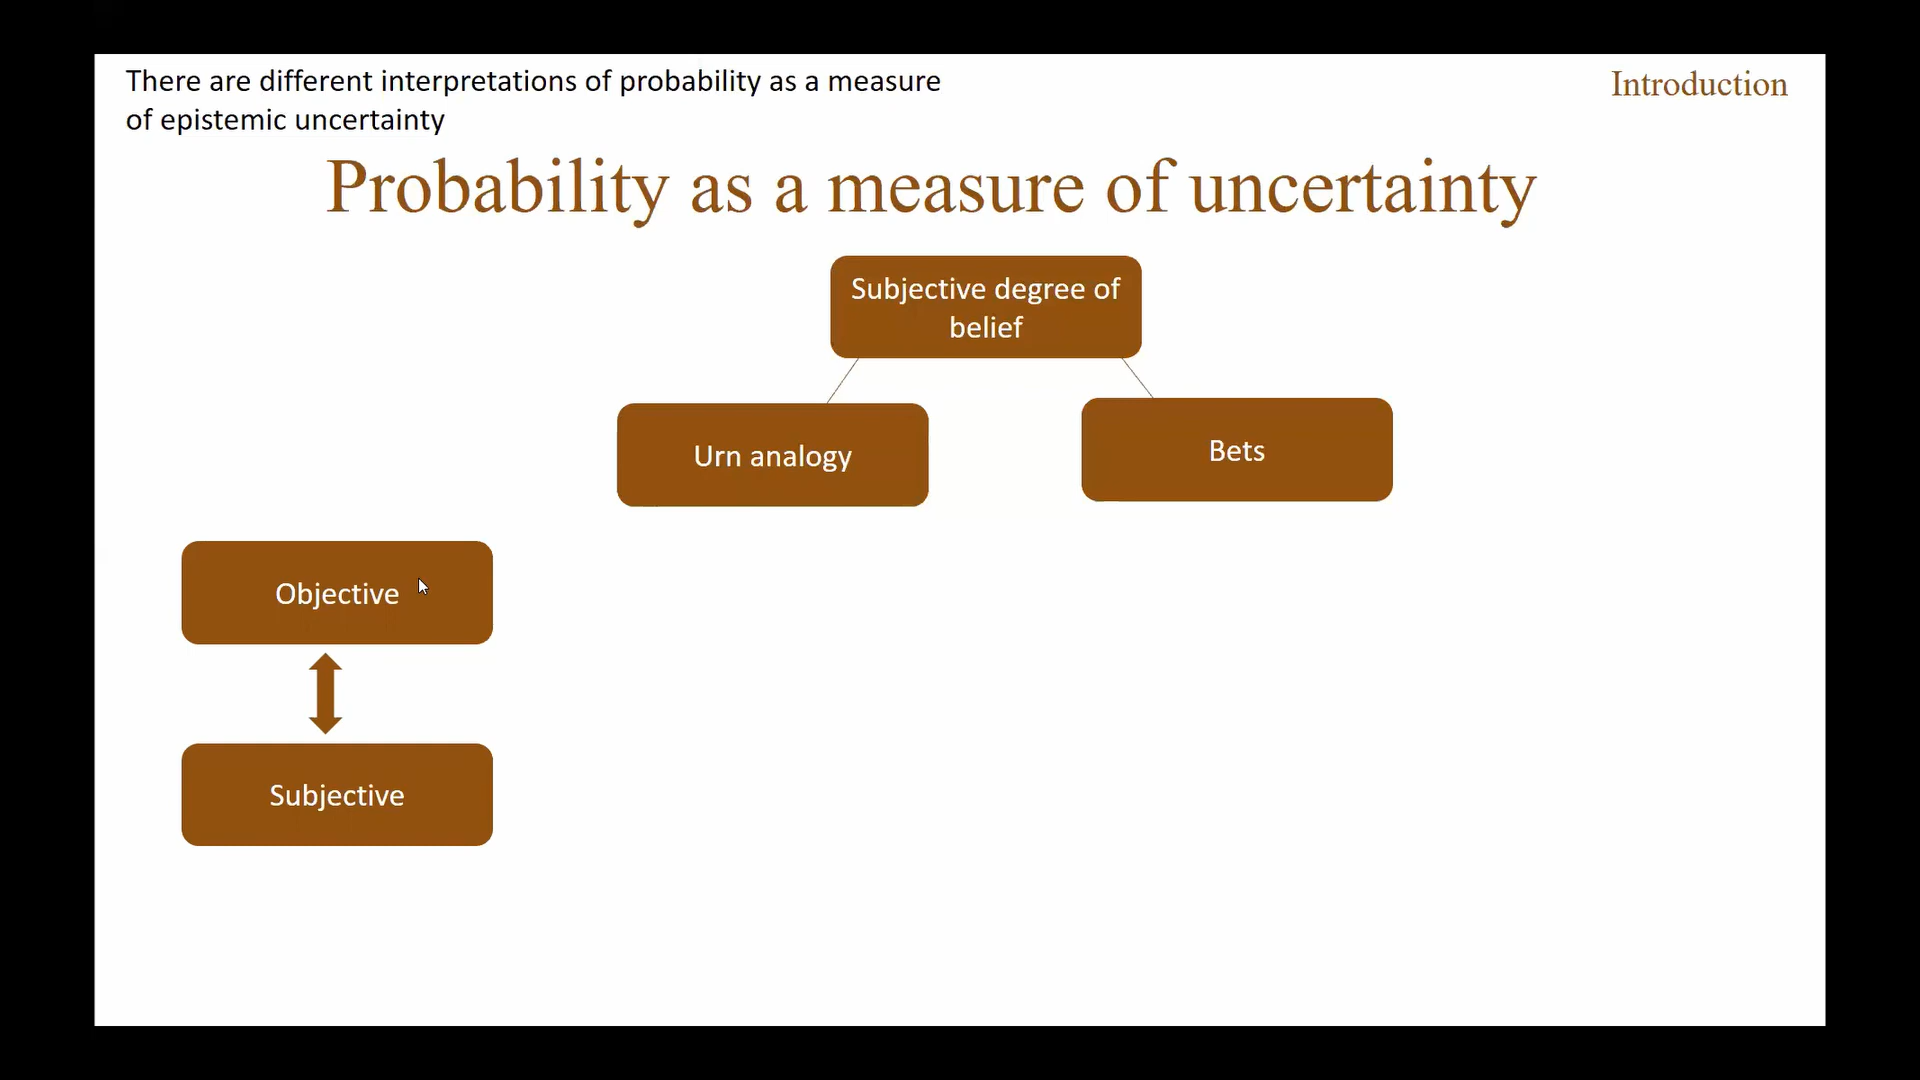 There are different interpretations of probability as a measure
of epistemic uncertainty
Introduction
Probability as a measure of uncertainty
Subjective degree of
belief
Urn analogy
Bets
Objective
Subjective